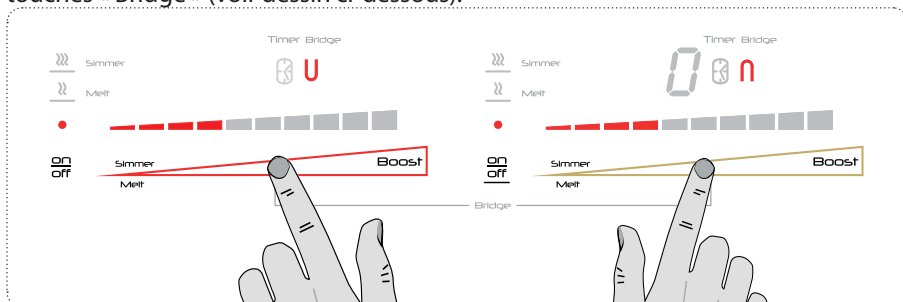 touches « Bridge » (voir dessin ci-dessous).
Timer Bridge
Simmer
U
Melt
on
off
Simmer
Boost
Melt
Timer Bridge
Simmer
0
Melt
on
off
Simmer
Boost
Melt
Bridge